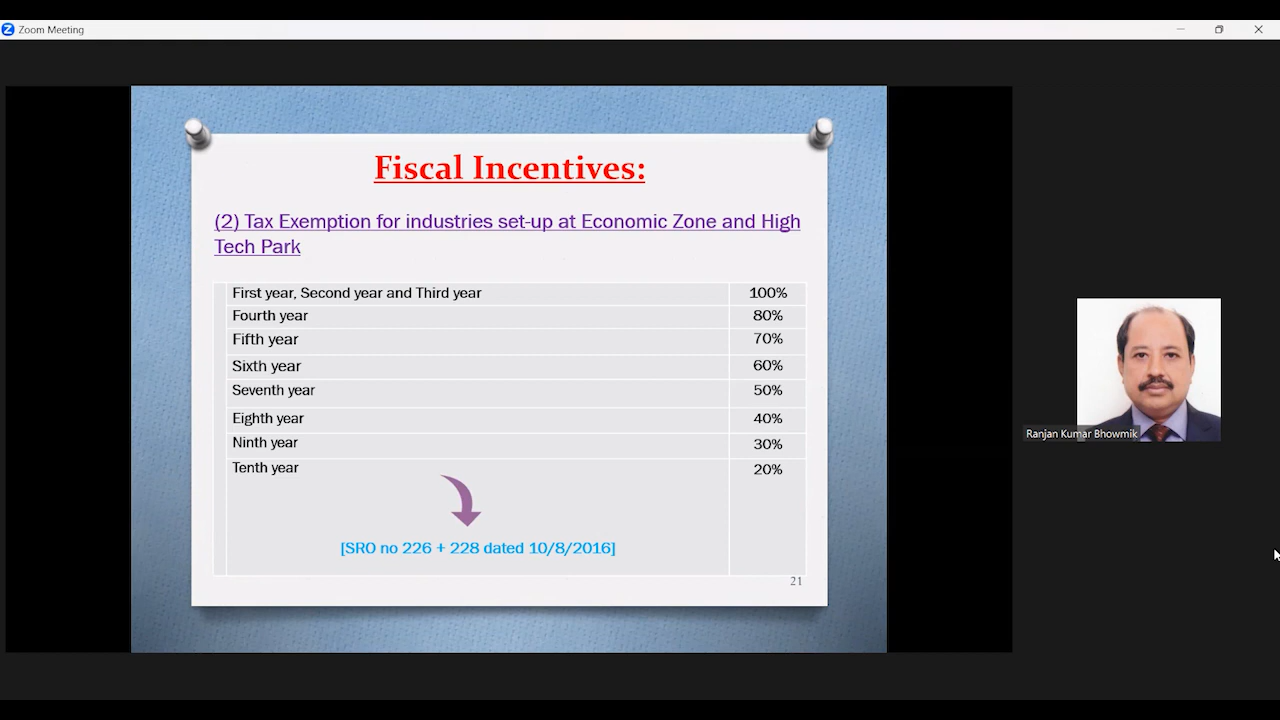 Zoom Meeting
Fiscal Incentives:
(2) Tax Exemption for industries set-up at Economic Zone and High
Tech Park
First year, Second year and Third year 100%
Fourth year 80%
Fifth year 70%
Sixth year 60%
Seventh year 50%
Eighth year 40%
Ninth year 30%
Tenth year 20%
[SRO no 226 + 228 dated 10/8/2016]
21
Ranjan Kumar Bhowmik